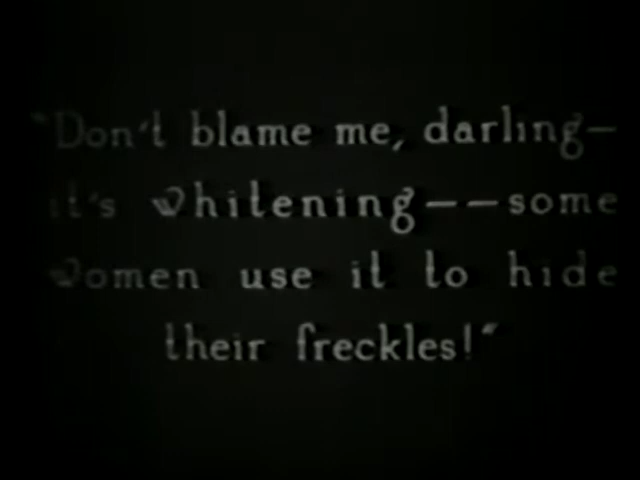 "Don't blame me, darling—
it's whitening——some
women use it to hide
their freckles!"